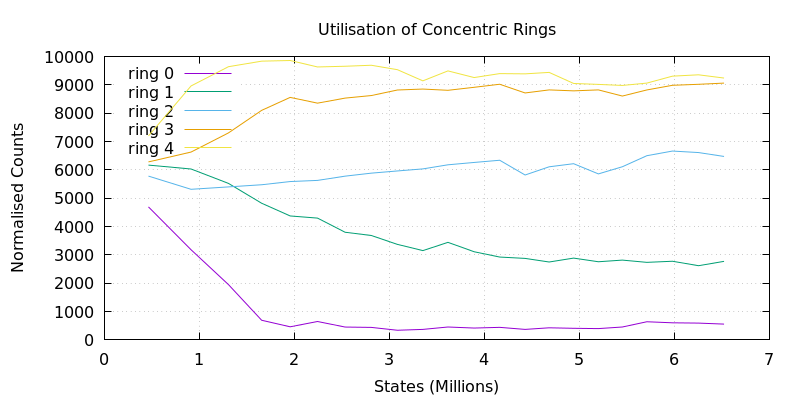 Utilisation of Concentric Rings
Normalised Counts
10000
9000
8000
7000
6000
5000
4000
3000
2000
1000
0
ring 0
ring 1
ring 2
ring 3
ring 4
0 1 2 3 4 5 6 7
States (Millions)